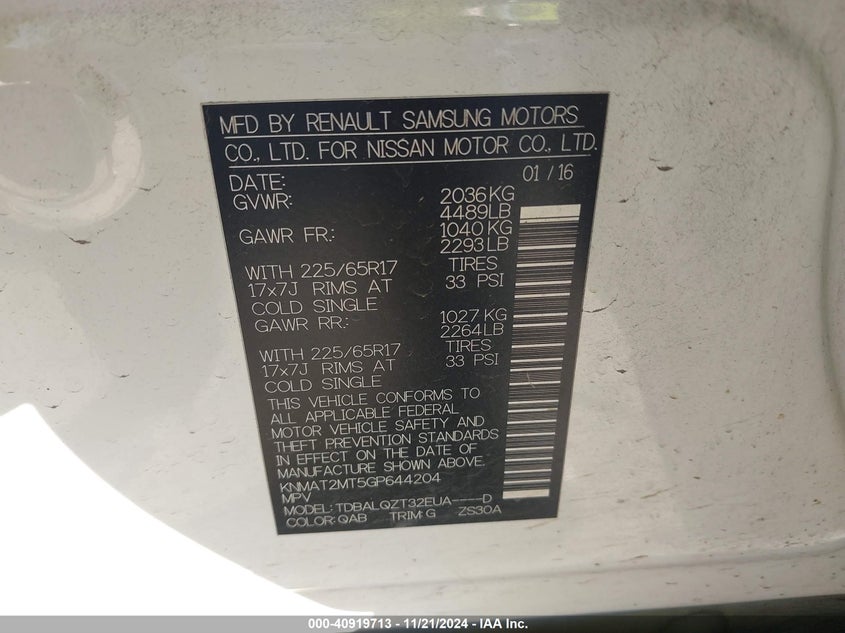 MFD BY RENAULT SAMSUNG MOTORS
CO., LTD. FOR NISSAN MOTOR CO., LTD.
DATE: 01 / 16
GVWR: 2036KG
4489LB
GAWR FR.: 1040 KG
2293LB
WITH 225/65R17 TIRES
17x7J RIMS AT 33 PSI
COLD SINGLE
GAWR RR.: 1027 KG
2264LB
WITH 225/65R17 TIRES
17x7J RIMS AT 33 PSI
COLD SINGLE
THIS VEHICLE CONFORMS TO
ALL APPLICABLE FEDERAL
MOTOR VEHICLE SAFETY AND
THEFT PREVENTION STANDARDS
IN EFFECT ON THE DATE OF
MANUFACTURE SHOWN ABOVE.
KNMAT2MT5GP644204
MPV
MODEL: TDBALQZT32EUA----D
COLOR: QAB TRIM: G ZS30A
000-40919713 - 11/21/2024 - IAA Inc.